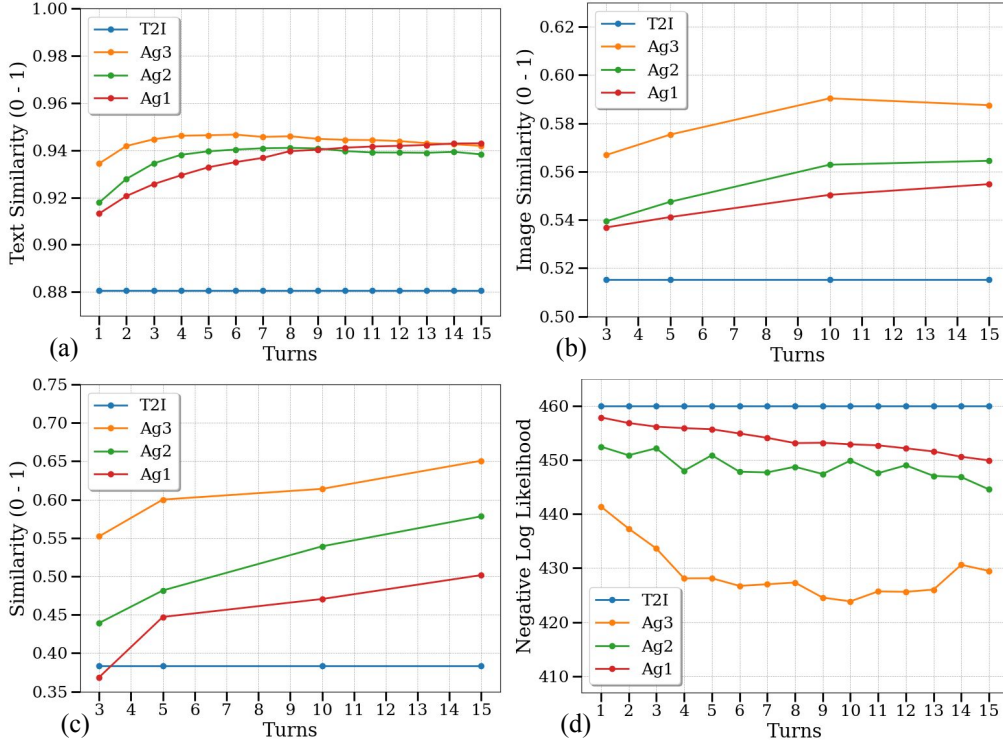 Text Similarity (0 - 1)
1.00
0.98
0.96
0.94
0.92
0.90
0.88
T2I
Ag3
Ag2
Ag1
1 2 3 4 5 6 7 8 9 10 11 12 13 14 15
(a)
Turns
Image Similarity (0 - 1)
0.62
0.60
0.58
0.56
0.54
0.52
0.50
T2I
Ag3
Ag2
Ag1
3 4 5 6 7 8 9 10 11 12 13 14 15
(b)
Turns
Similarity (0 - 1)
0.75
0.70
0.65
0.60
0.55
0.50
0.45
0.40
0.35
T2I
Ag3
Ag2
Ag1
3 4 5 6 7 8 9 10 11 12 13 14 15
(c)
Turns
Negative Log Likelihood
460
450
440
430
420
410
T2I
Ag3
Ag2
Ag1
1 2 3 4 5 6 7 8 9 10 11 12 13 14 15
(d)
Turns